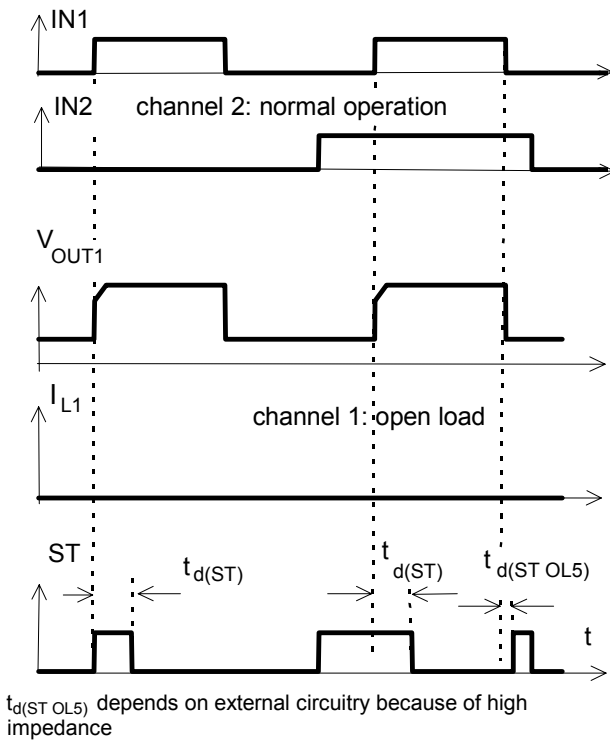 IN1
IN2
channel 2: normal operation
VOUT1
IL1
channel 1: open load
ST
td(ST)
td(ST)
td(ST OL5)
t
td(ST OL5) depends on external circuitry because of high
impedance